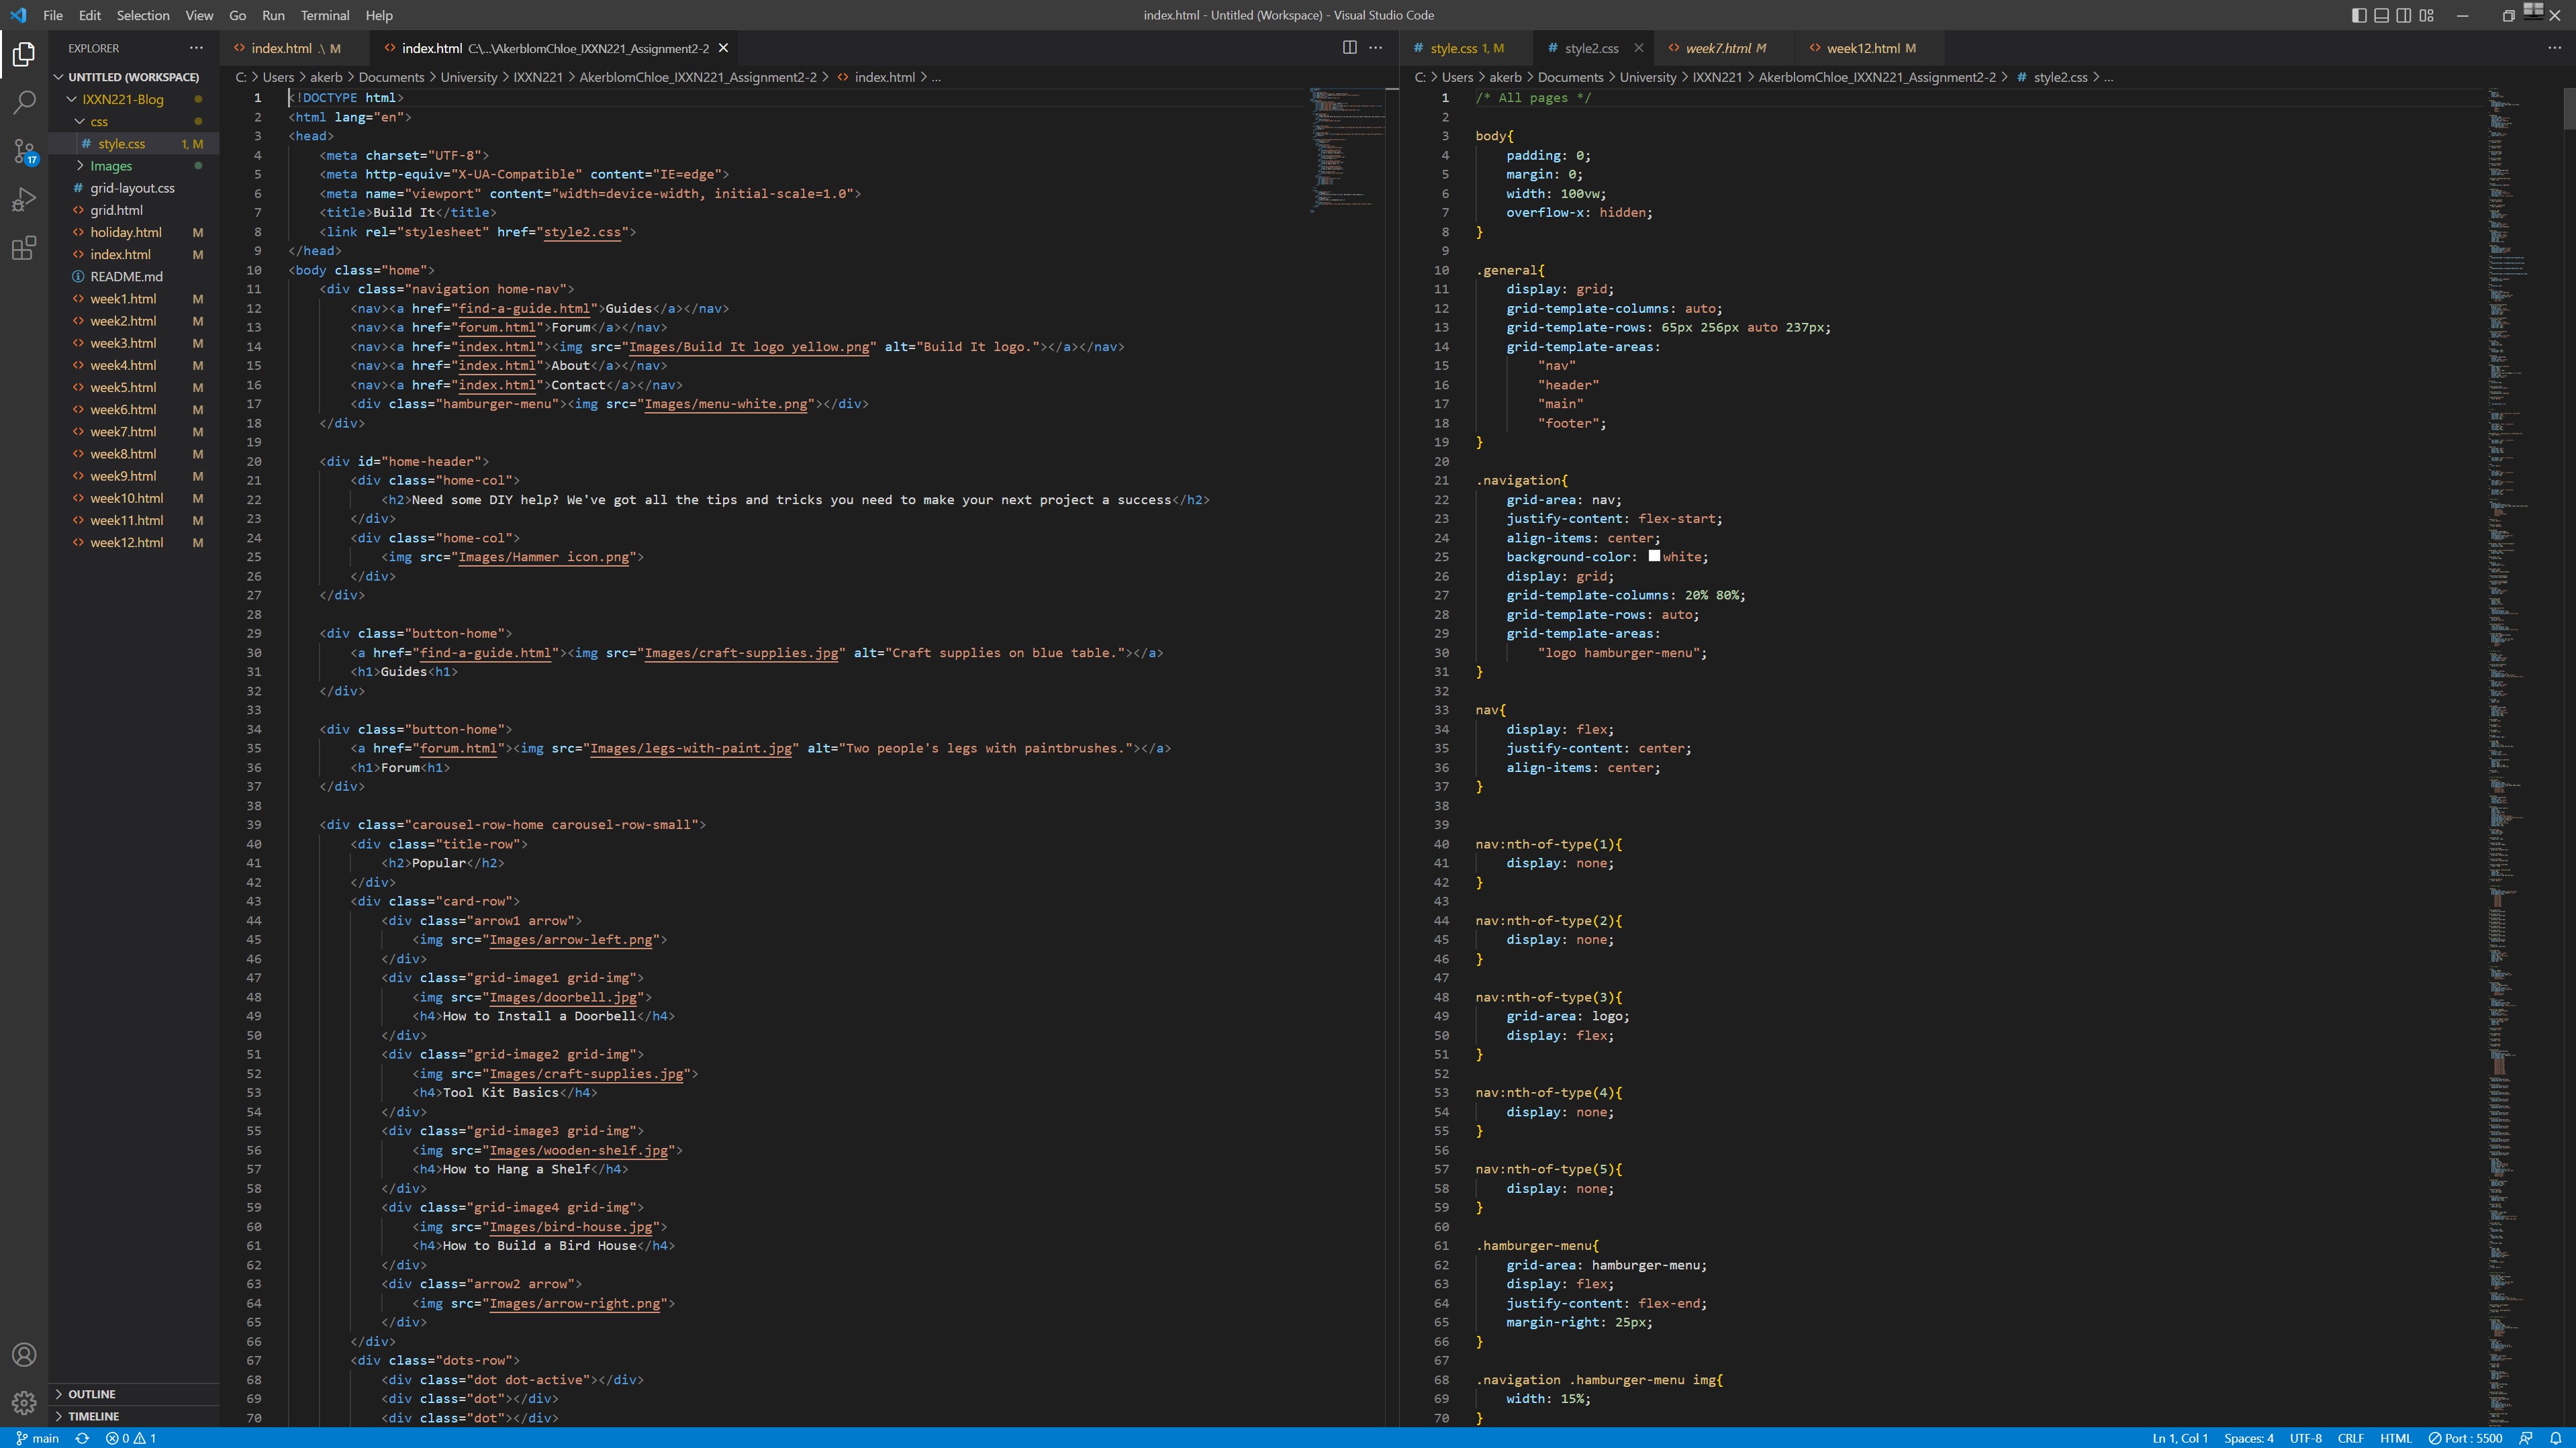 File Edit Selection View Go Run Terminal Help
index.html - Untitled (Workspace) - Visual Studio Code
EXPLORER
UNTITLED (WORKSPACE)
IXXN221-Blog
css
# style.css 1, M
Images
# grid-layout.css
<> grid.html
<> holiday.html M
<> index.html M
README.md
<> week1.html M
<> week2.html M
<> week3.html M
<> week4.html M
<> week5.html M
<> week6.html M
<> week7.html M
<> week8.html M
<> week9.html M
<> week10.html M
<> week11.html M
<> week12.html M
OUTLINE
TIMELINE
17
<> index.html .\ M <> index.html C:\...\AkerblomChloe_IXXN221_Assignment2-2
C: > Users > akerb > Documents > University > IXXN221 > AkerblomChloe_IXXN221_Assignment2-2 > <> index.html > ...
1 <!DOCTYPE html>
2 <html lang="en">
3 <head>
4 <meta charset="UTF-8">
5 <meta http-equiv="X-UA-Compatible" content="IE=edge">
6 <meta name="viewport" content="width=device-width, initial-scale=1.0">
7 <title>Build It</title>
8 <link rel="stylesheet" href="style2.css">
9 </head>
10 <body class="home">
11 <div class="navigation home-nav">
12 <nav><a href="find-a-guide.html">Guides</a></nav>
13 <nav><a href="forum.html">Forum</a></nav>
14 <nav><a href="index.html"><img src="Images/Build It logo yellow.png" alt="Build It logo."></a></nav>
15 <nav><a href="index.html">About</a></nav>
16 <nav><a href="index.html">Contact</a></nav>
17 <div class="hamburger-menu"><img src="Images/menu-white.png"></div>
18 </div>
19
20 <div id="home-header">
21 <div class="home-col">
22 <h2>Need some DIY help? We've got all the tips and tricks you need to make your next project a success</h2>
23 </div>
24 <div class="home-col">
25 <img src="Images/Hammer icon.png">
26 </div>
27 </div>
28
29 <div class="button-home">
30 <a href="find-a-guide.html"><img src="Images/craft-supplies.jpg" alt="Craft supplies on blue table."></a>
31 <h1>Guides<h1>
32 </div>
33
34 <div class="button-home">
35 <a href="forum.html"><img src="Images/legs-with-paint.jpg" alt="Two people's legs with paintbrushes."></a>
36 <h1>Forum<h1>
37 </div>
38
39 <div class="carousel-row-home carousel-row-small">
40 <div class="title-row">
41 <h2>Popular</h2>
42 </div>
43 <div class="card-row">
44 <div class="arrow1 arrow">
45 <img src="Images/arrow-left.png">
46 </div>
47 <div class="grid-image1 grid-img">
48 <img src="Images/doorbell.jpg">
49 <h4>How to Install a Doorbell</h4>
50 </div>
51 <div class="grid-image2 grid-img">
52 <img src="Images/craft-supplies.jpg">
53 <h4>Tool Kit Basics</h4>
54 </div>
55 <div class="grid-image3 grid-img">
56 <img src="Images/wooden-shelf.jpg">
57 <h4>How to Hang a Shelf</h4>
58 </div>
59 <div class="grid-image4 grid-img">
60 <img src="Images/bird-house.jpg">
61 <h4>How to Build a Bird House</h4>
62 </div>
63 <div class="arrow2 arrow">
64 <img src="Images/arrow-right.png">
65 </div>
66 </div>
67 <div class="dots-row">
68 <div class="dot dot-active"></div>
69 <div class="dot"></div>
70 <div class="dot"></div>
# style.css 1, M # style2.css <> week7.html M <> week12.html M
C: > Users > akerb > Documents > University > IXXN221 > AkerblomChloe_IXXN221_Assignment2-2 > # style2.css > ...
1 /* All pages */
2
3 body{
4 padding: 0;
5 margin: 0;
6 width: 100vw;
7 overflow-x: hidden;
8 }
9
10 .general{
11 display: grid;
12 grid-template-columns: auto;
13 grid-template-rows: 65px 256px auto 237px;
14 grid-template-areas:
15 "nav"
16 "header"
17 "main"
18 "footer";
19 }
20
21 .navigation{
22 grid-area: nav;
23 justify-content: flex-start;
24 align-items: center;
25 background-color: white;
26 display: grid;
27 grid-template-columns: 20% 80%;
28 grid-template-rows: auto;
29 grid-template-areas:
30 "logo hamburger-menu";
31 }
32
33 nav{
34 display: flex;
35 justify-content: center;
36 align-items: center;
37 }
38
39
40 nav:nth-of-type(1){
41 display: none;
42 }
43
44 nav:nth-of-type(2){
45 display: none;
46 }
47
48 nav:nth-of-type(3){
49 grid-area: logo;
50 display: flex;
51 }
52
53 nav:nth-of-type(4){
54 display: none;
55 }
56
57 nav:nth-of-type(5){
58 display: none;
59 }
60
61 .hamburger-menu{
62 grid-area: hamburger-menu;
63 display: flex;
64 justify-content: flex-end;
65 margin-right: 25px;
66 }
67
68 .navigation .hamburger-menu img{
69 width: 15%;
70 }
main 0 1
Ln 1, Col 1 Spaces: 4 UTF-8 CRLF HTML Port : 5500